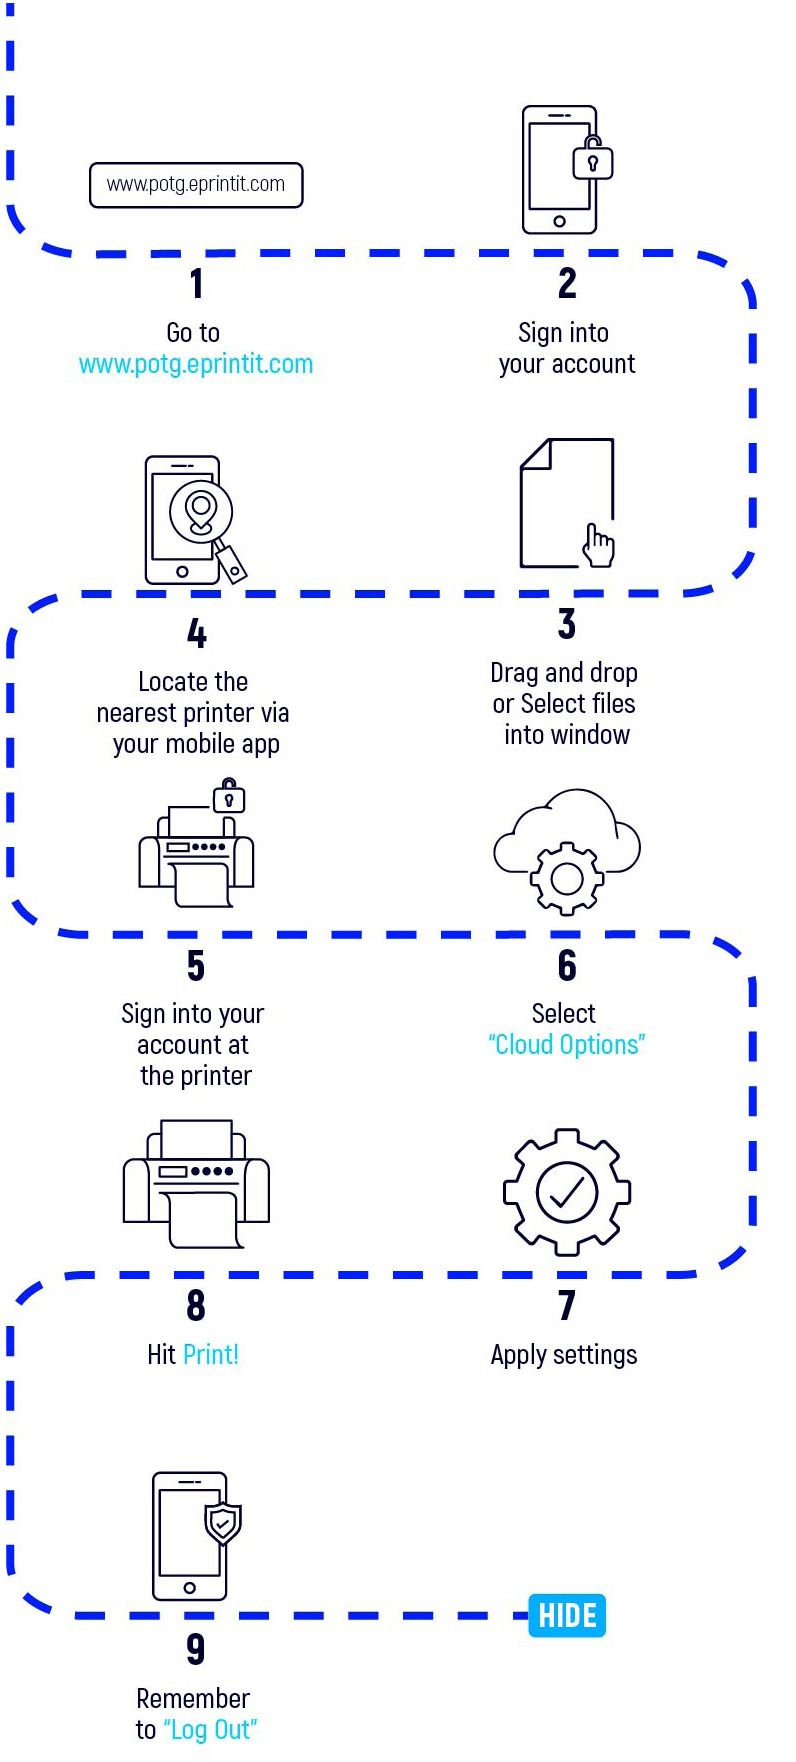 www.potg.eprintit.com
1
Go to
www.potg.eprintit.com
2
Sign into
your account
3
Drag and drop
or Select files
into window
4
Locate the
nearest printer via
your mobile app
5
Sign into your
account at
the printer
6
Select
“Cloud Options”
7
Apply settings
8
Hit Print!
HIDE
9
Remember
to “Log Out”